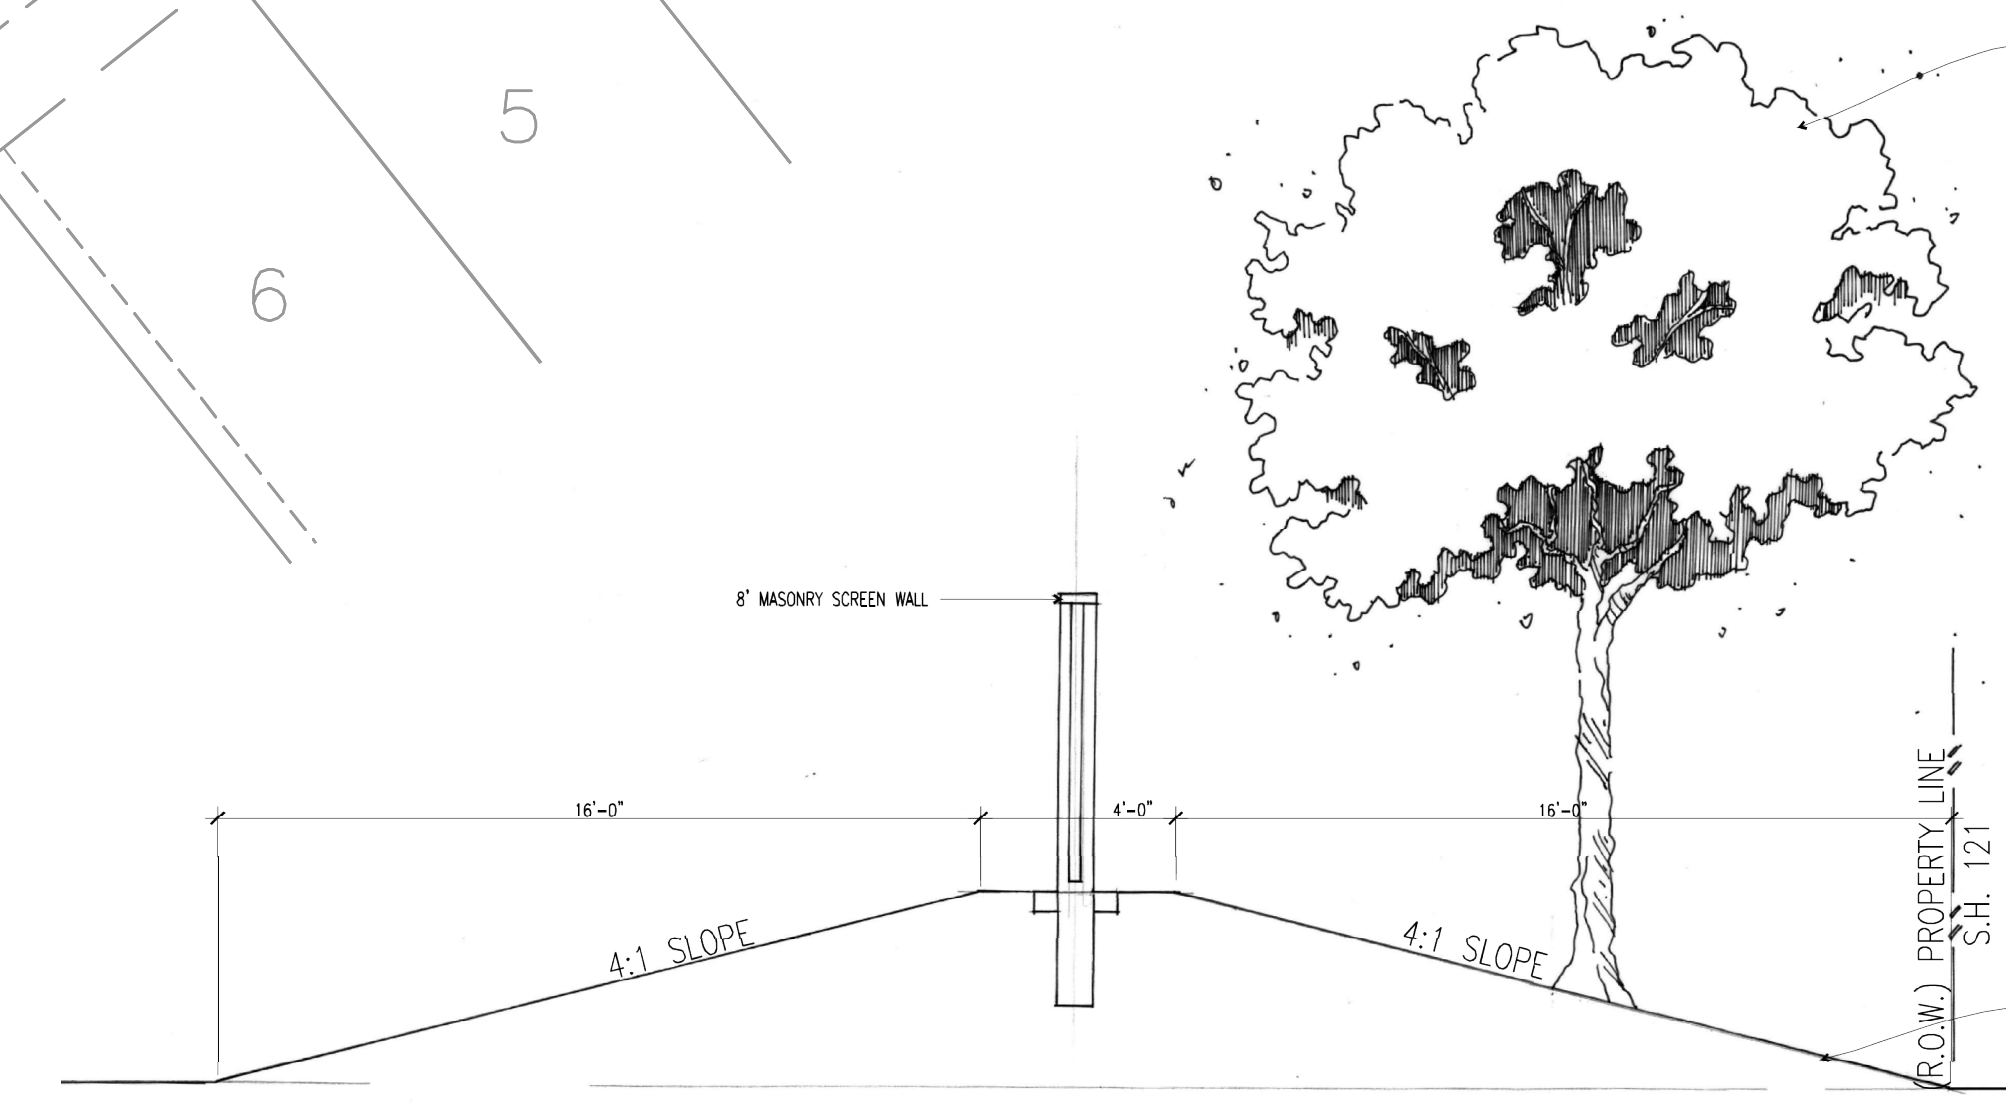 5
6
8' MASONRY SCREEN WALL
16'-0"
4'-0"
16'-0"
4:1 SLOPE
4:1 SLOPE
(R.O.W.) PROPERTY LINE
S.H. 121